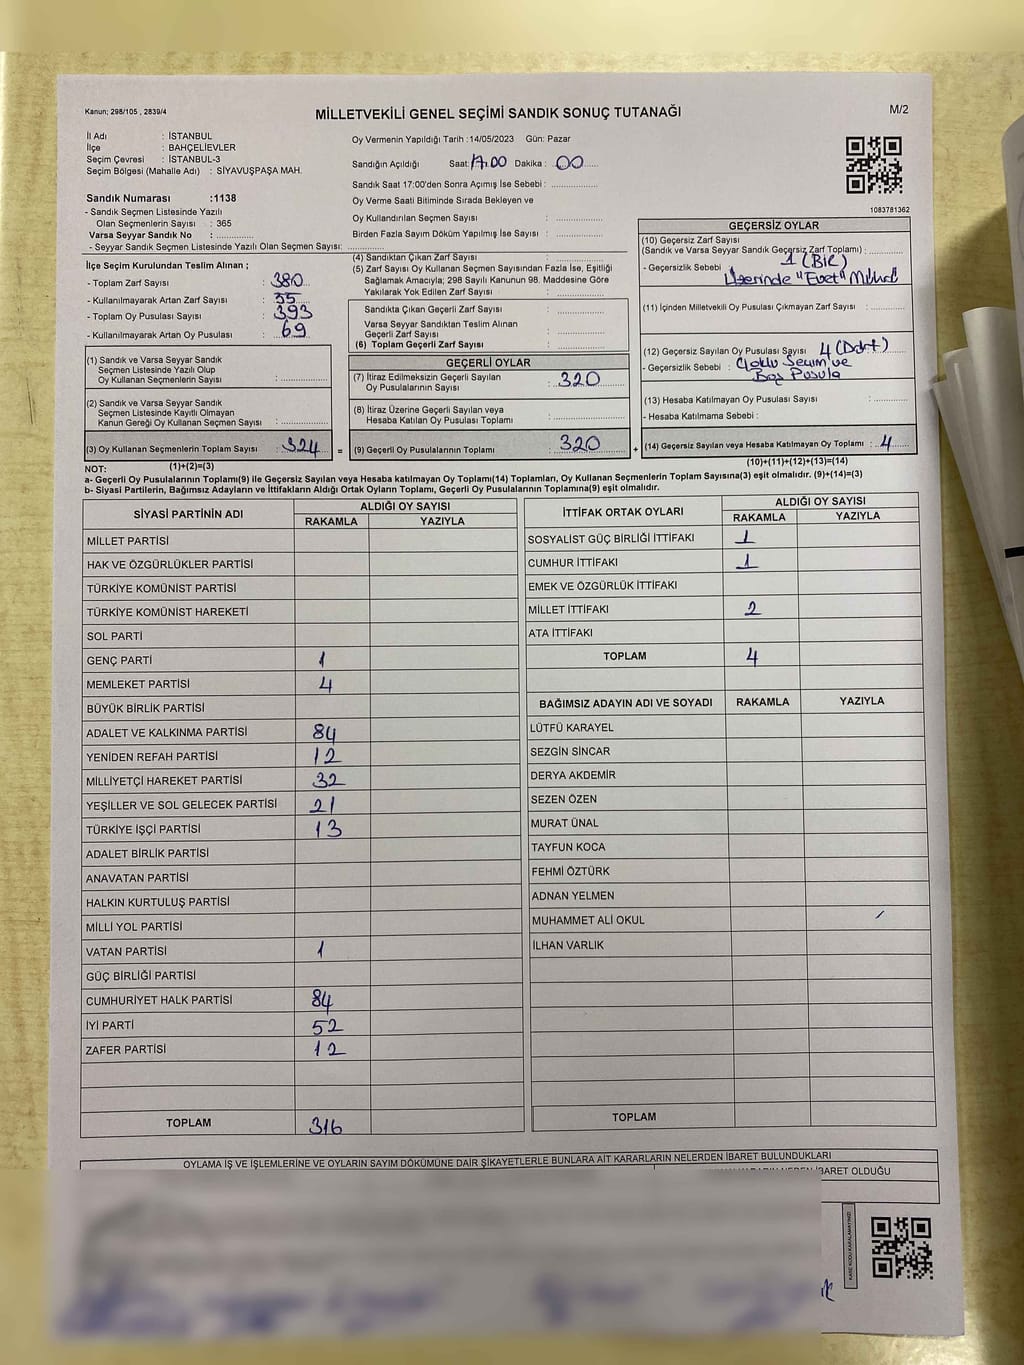 Kanun; 298/105 , 2839/4
MİLLETVEKİLİ GENEL SEÇİMİ SANDIK SONUÇ TUTANAĞI
M/2
İl Adı : İSTANBUL
İlçe : BAHÇELİEVLER
Seçim Çevresi : İSTANBUL-3
Seçim Bölgesi (Mahalle Adı) : SİYAVUŞPAŞA MAH.
Sandık Numarası :1138
- Sandık Seçmen Listesinde Yazılı
Olan Seçmenlerin Sayısı : 365
Varsa Seyyar Sandık No :
- Seyyar Sandık Seçmen Listesinde Yazılı Olan Seçmen Sayısı:
Oy Vermenin Yapıldığı Tarih :14/05/2023 Gün: Pazar
Sandığın Açıldığı Saat: 17.00 Dakika : 00
Sandık Saat 17:00'den Sonra Açımış İse Sebebi :
Oy Verme Saati Bitiminde Sırada Bekleyen ve
Oy Kullandırılan Seçmen Sayısı :
Birden Fazla Sayım Döküm Yapılmış İse Sayısı :
1083781362
İlçe Seçim Kurulundan Teslim Alınan ;
- Toplam Zarf Sayısı : 380
- Kullanılmayarak Artan Zarf Sayısı : 55
- Toplam Oy Pusulası Sayısı : 393
- Kullanılmayarak Artan Oy Pusulası : 69
(1) Sandık ve Varsa Seyyar Sandık
Seçmen Listesinde Yazılı Olup
Oy Kullanan Seçmenlerin Sayısı :
(2) Sandık ve Varsa Seyyar Sandık
Seçmen Listesinde Kayıtlı Olmayan
Kanun Gereği Oy Kullanan Seçmen Sayısı :
(3) Oy Kullanan Seçmenlerin Toplam Sayısı : 324 =
(4) Sandıktan Çıkan Zarf Sayısı :
(5) Zarf Sayısı Oy Kullanan Seçmen Sayısından Fazla İse, Eşitliği
Sağlamak Amacıyla; 298 Sayılı Kanunun 98. Maddesine Göre
Yakılarak Yok Edilen Zarf Sayısı :
Sandıkta Çıkan Geçerli Zarf Sayısı :
Varsa Seyyar Sandıktan Teslim Alınan
Geçerli Zarf Sayısı :
(6) Toplam Geçerli Zarf Sayısı :
GEÇERLİ OYLAR
(7) İtiraz Edilmeksizin Geçerli Sayılan
Oy Pusulalarının Sayısı : 320
(8) İtiraz Üzerine Geçerli Sayılan veya
Hesaba Katılan Oy Pusulaların Toplamı :
(9) Geçerli Oy Pusulalarının Toplamı : 320 +
GEÇERSİZ OYLAR
(10) Geçersiz Zarf Sayısı
(Sandık ve Varsa Seyyar Sandık Geçersiz Zarf Toplamı) : 1 (BİR)
- Geçersizlik Sebebi : Üzerinde "Evet" Mührü
(11) İçinden Milletvekili Oy Pusulası Çıkmayan Zarf Sayısı :
(12) Geçersiz Sayılan Oy Pusulası Sayısı 4 (Dört)
- Geçersizlik Sebebi : Çoklu Seçim ve
Boş Pusula
(13) Hesaba Katılmayan Oy Pusulası Sayısı :
- Hesaba Katılmama Sebebi :
(14) Geçersiz Sayılan veya Hesaba Katılmayan Oy Toplamı : 4
NOT: (1)+(2)=(3)
(10)+(11)+(12)+(13)=(14)
a- Geçerli Oy Pusulalarının Toplamı(9) ile Geçersiz Sayılan veya Hesaba katılmayan Oy Toplamı(14) Toplamları, Oy Kullanan Seçmenlerin Toplam Sayısına(3) eşit olmalıdır. (9)+(14)=(3)
b- Siyasi Partilerin, Bağımsız Adayların ve İttifakların Aldığı Ortak Oyların Toplamı, Geçerli Oy Pusulalarının Toplamına(9) eşit olmalıdır.
SİYASİ PARTİNİN ADI
ALDIĞI OY SAYISI
RAKAMLA YAZIYLA
MİLLET PARTİSİ
HAK VE ÖZGÜRLÜKLER PARTİSİ
TÜRKİYE KOMÜNİST PARTİSİ
TÜRKİYE KOMÜNİST HAREKETİ
SOL PARTİ
GENÇ PARTİ 1
MEMLEKET PARTİSİ 4
BÜYÜK BİRLİK PARTİSİ
ADALET VE KALKINMA PARTİSİ 84
YENİDEN REFAH PARTİSİ 12
MİLLİYETÇİ HAREKET PARTİSİ 32
YEŞİLLER VE SOL GELECEK PARTİSİ 21
TÜRKİYE İŞÇİ PARTİSİ 13
ADALET BİRLİK PARTİSİ
ANAVATAN PARTİSİ
HALKIN KURTULUŞ PARTİSİ
MİLLİ YOL PARTİSİ
VATAN PARTİSİ 1
GÜÇ BİRLİĞİ PARTİSİ
CUMHURİYET HALK PARTİSİ 84
İYİ PARTİ 52
ZAFER PARTİSİ 12
TOPLAM 316
İTTİFAK ORTAK OYLARI
ALDIĞI OY SAYISI
RAKAMLA YAZIYLA
SOSYALİST GÜÇ BİRLİĞİ İTTİFAKI 1
CUMHUR İTTİFAKI 1
EMEK VE ÖZGÜRLÜK İTTİFAKI
MİLLET İTTİFAKI 2
ATA İTTİFAKI
TOPLAM 4
BAĞIMSIZ ADAYIN ADI VE SOYADI RAKAMLA YAZIYLA
LÜTFÜ KARAYEL
SEZGİN SİNCAR
DERYA AKDEMİR
SEZEN ÖZEN
MURAT ÜNAL
TAYFUN KOCA
FEHMİ ÖZTÜRK
ADNAN YELMEN
MUHAMMET ALİ OKUL
İLHAN VARLIK
TOPLAM
OYLAMA İŞ VE İŞLEMLERİNE VE OYLARIN SAYIM DÖKÜMÜNE DAİR ŞİKAYETLERLE BUNLARA AİT KARARLARIN NELERDEN İBARET BULUNDUKLARI
İBARET OLDUĞU
KARE KODU KARALAMAYINIZ!